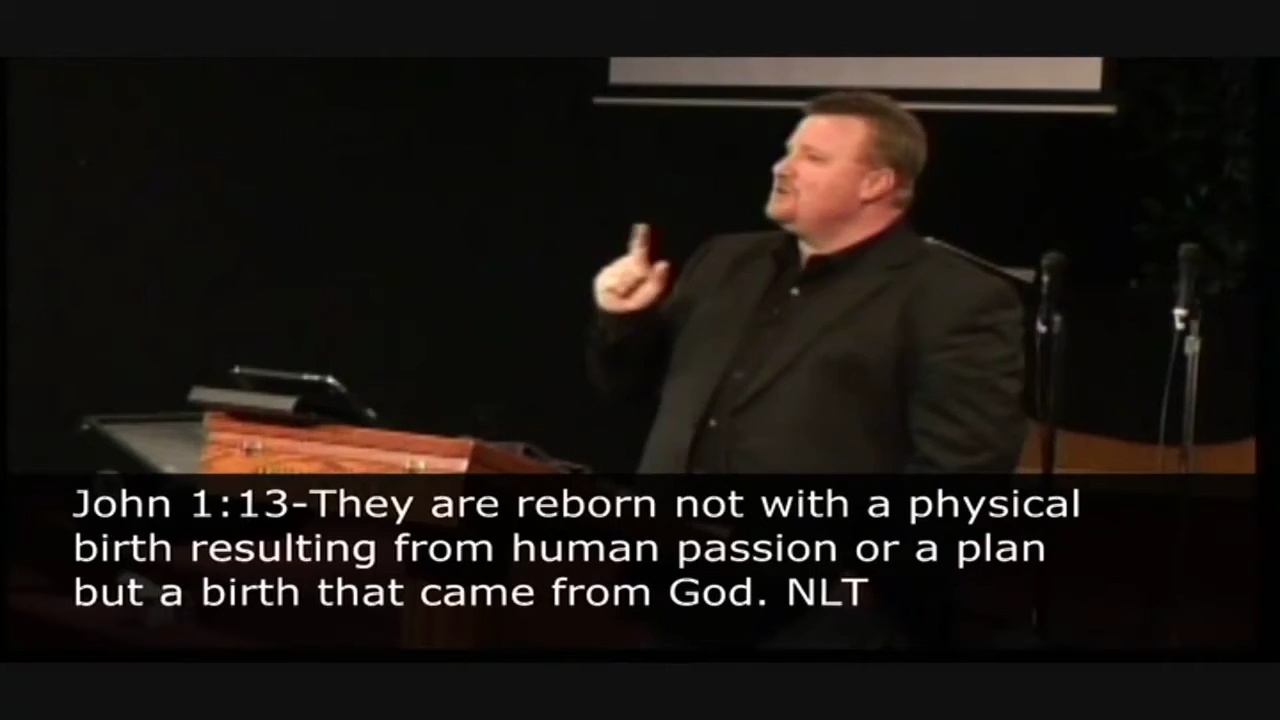 John 1:13-They are reborn not with a physical
birth resulting from human passion or a plan
but a birth that came from God. NLT